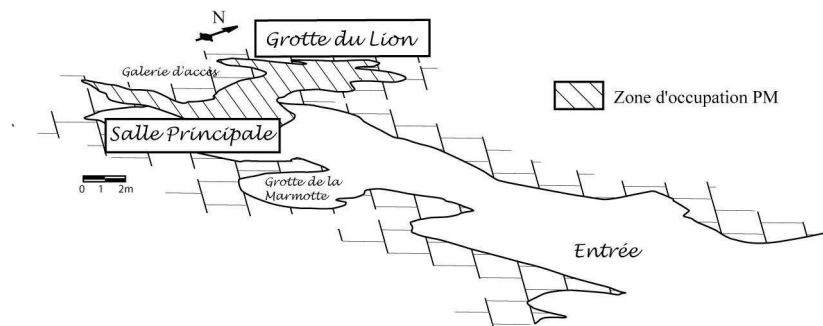 N
Grotte du Lion
Galerie d'accès
Zone d'occupation PM
Salle Principale
Grotte de la
Marmotte
0 1 2m
Entrée